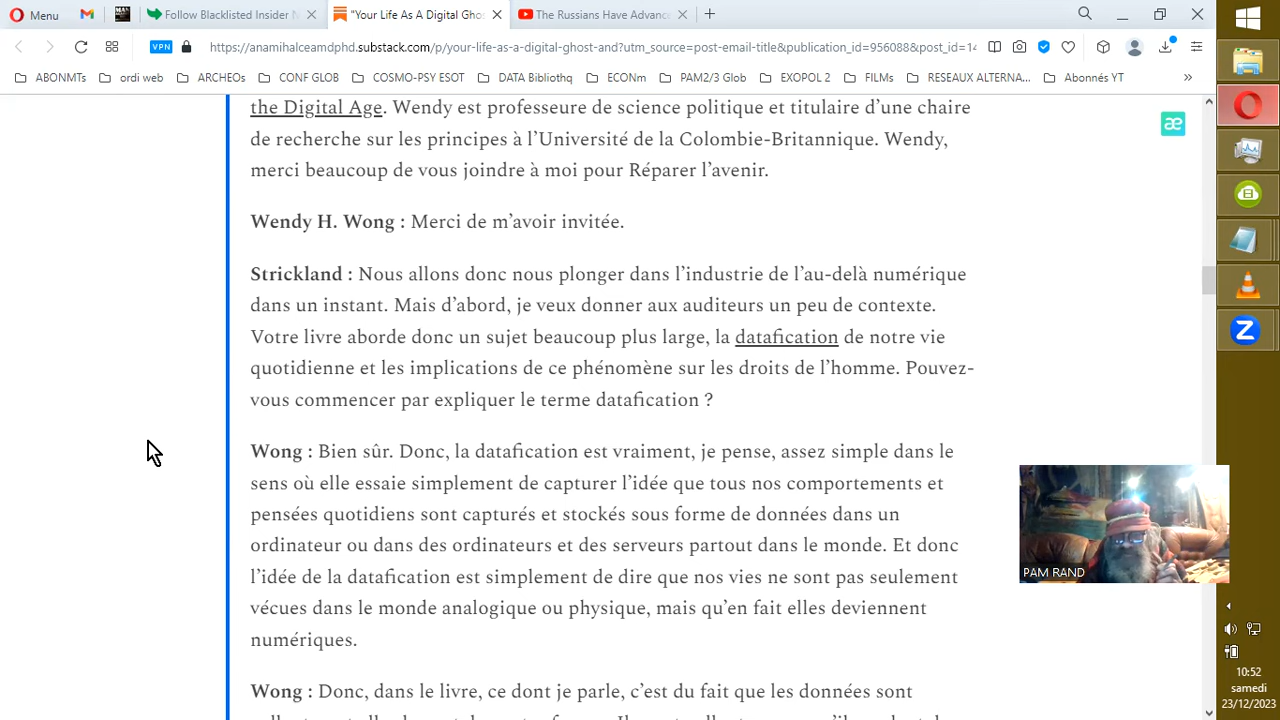 Menu
Follow Blacklisted Insider N
"Your Life As A Digital Ghos
The Russians Have Advanc
VPN
https://anamihalceamdphd.substack.com/p/your-life-as-a-digital-ghost-and?utm_source=post-email-title&publication_id=956088&post_id=14
ABONMTs
ordi web
ARCHEOs
CONF GLOB
COSMO-PSY ESOT
DATA Biblithq
ECONm
PAM2/3 Glob
EXOPOL 2
FILMs
RESEAUX ALTERNA...
Abonnés YT
»
the Digital Age. Wendy est professeure de science politique et titulaire d’une chaire
de recherche sur les principes à l’Université de la Colombie-Britannique. Wendy,
merci beaucoup de vous joindre à moi pour Réparer l’avenir.
Wendy H. Wong : Merci de m’avoir invitée.
Strickland : Nous allons donc nous plonger dans l’industrie de l’au-delà numérique
dans un instant. Mais d’abord, je veux donner aux auditeurs un peu de contexte.
Votre livre aborde donc un sujet beaucoup plus large, la datafication de notre vie
quotidienne et les implications de ce phénomène sur les droits de l’homme. Pouvez-
vous commencer par expliquer le terme datafication ?
Wong : Bien sûr. Donc, la datafication est vraiment, je pense, assez simple dans le
sens où elle essaie simplement de capturer l’idée que tous nos comportements et
pensées quotidiens sont capturés et stockés sous forme de données dans un
ordinateur ou dans des ordinateurs et des serveurs partout dans le monde. Et donc
l’idée de la datafication est simplement de dire que nos vies ne sont pas seulement
vécues dans le monde analogique ou physique, mais qu’en fait elles deviennent
numériques.
Wong : Donc, dans le livre, ce dont je parle, c’est du fait que les données sont
æ
PAM RAND
Z
10:52
samedi
23/12/2023